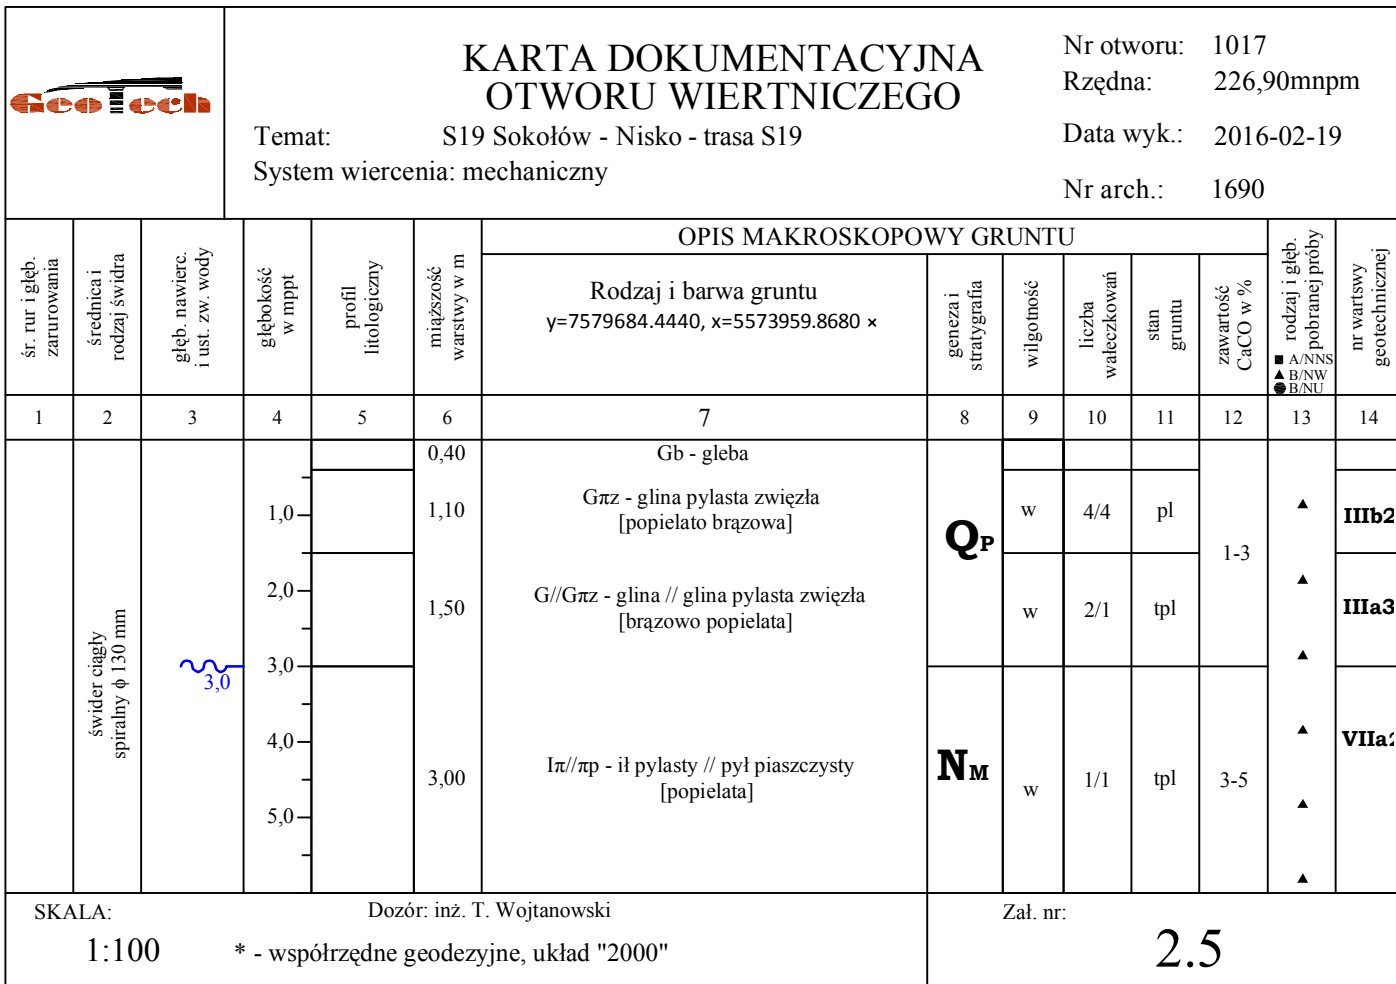 GeoTech
KARTA DOKUMENTACYJNA
OTWORU WIERTNICZEGO
Temat: S19 Sokołów - Nisko - trasa S19
System wiercenia: mechaniczny
Nr otworu: 1017
Rzędna: 226,90mnpm
Data wyk.: 2016-02-19
Nr arch.: 1690
śr. rur i głęb.
zarurowania
średnica i
rodzaj świdra
głęb. nawierc.
i ust. zw. wody
głębokość
w mppt
profil
litologiczny
miąższość
warstwy w m
OPIS MAKROSKOPOWY GRUNTU
Rodzaj i barwa gruntu
y=7579684.4440, x=5573959.8680 ×
geneza i
stratygrafia
wilgotność
liczba
wałeczkowań
stan
gruntu
zawartość
CaCO w %
rodzaj i głęb.
pobranej próby
■ A/NNS
▲ B/NW
● B/NU
nr wartswy
geotechnicznej
1 2 3 4 5 6 7 8 9 10 11 12 13 14
0,40 Gb - gleba
1,0 1,10 Gπz - glina pylasta zwięzła
[popielato brązowa]
QP
w 4/4 pl
1-3
IIIb2
2,0 1,50 G//Gπz - glina // glina pylasta zwięzła
[brązowo popielata]
w 2/1 tpl
IIIa3
świder ciągły
spiralny ϕ 130 mm
3,0
3,0
4,0
5,0
3,00 Iπ//πp - ił pylasty // pył piaszczysty
[popielata]
NM
w 1/1 tpl 3-5
VIIa2
SKALA:
1:100
Dozór: inż. T. Wojtanowski
* - współrzędne geodezyjne, układ "2000"
Zał. nr:
2.5